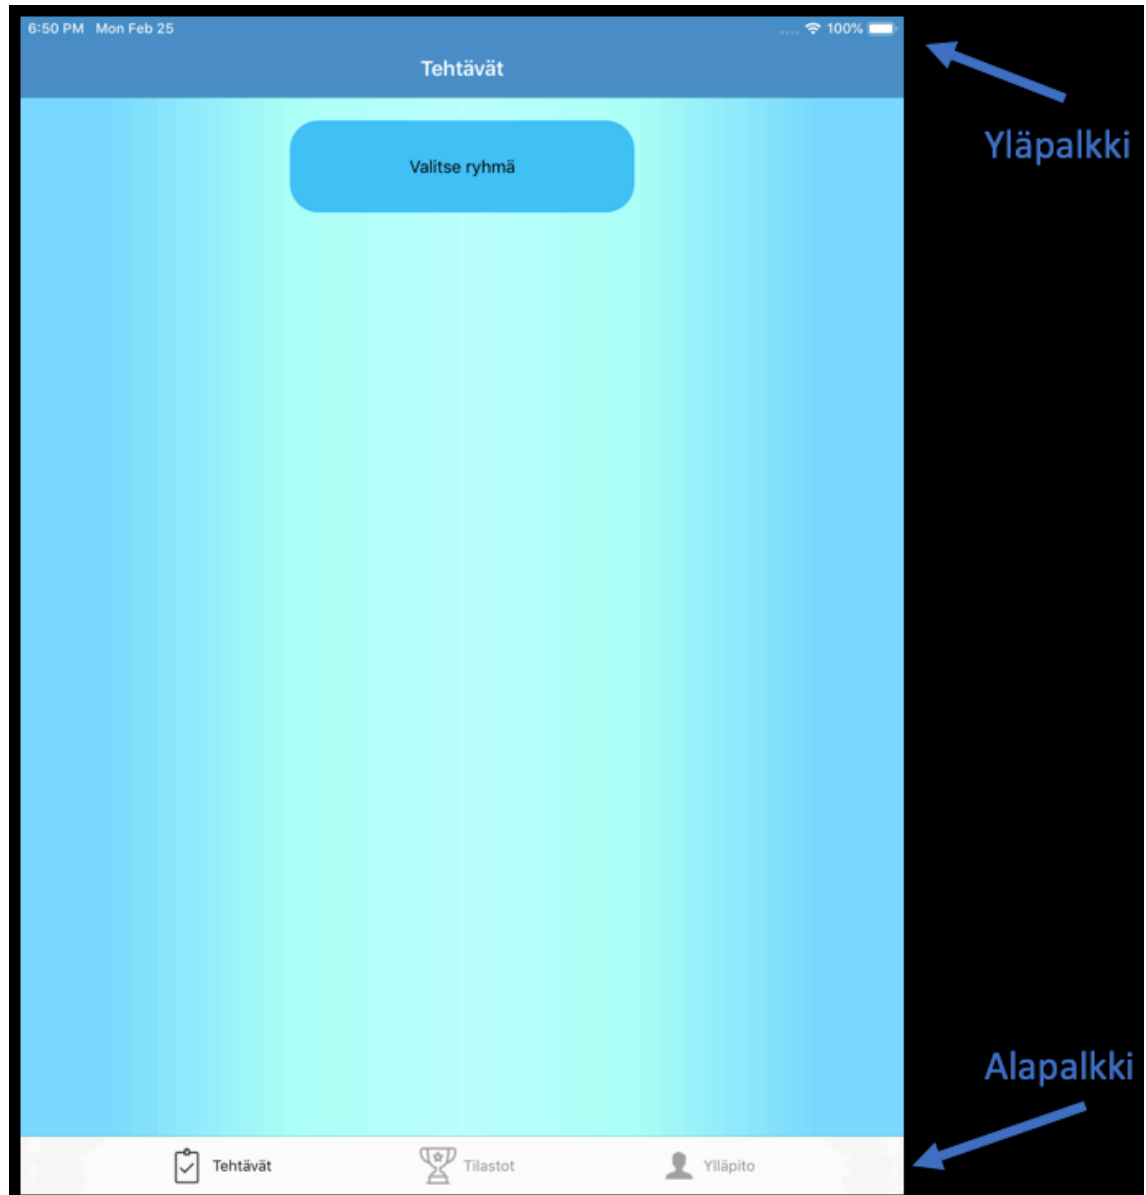 6:50 PM Mon Feb 25 100%
Tehtävät
Yläpalkki
Valitse ryhmä
Alapalkki
Tehtävät Tilastot Ylläpito